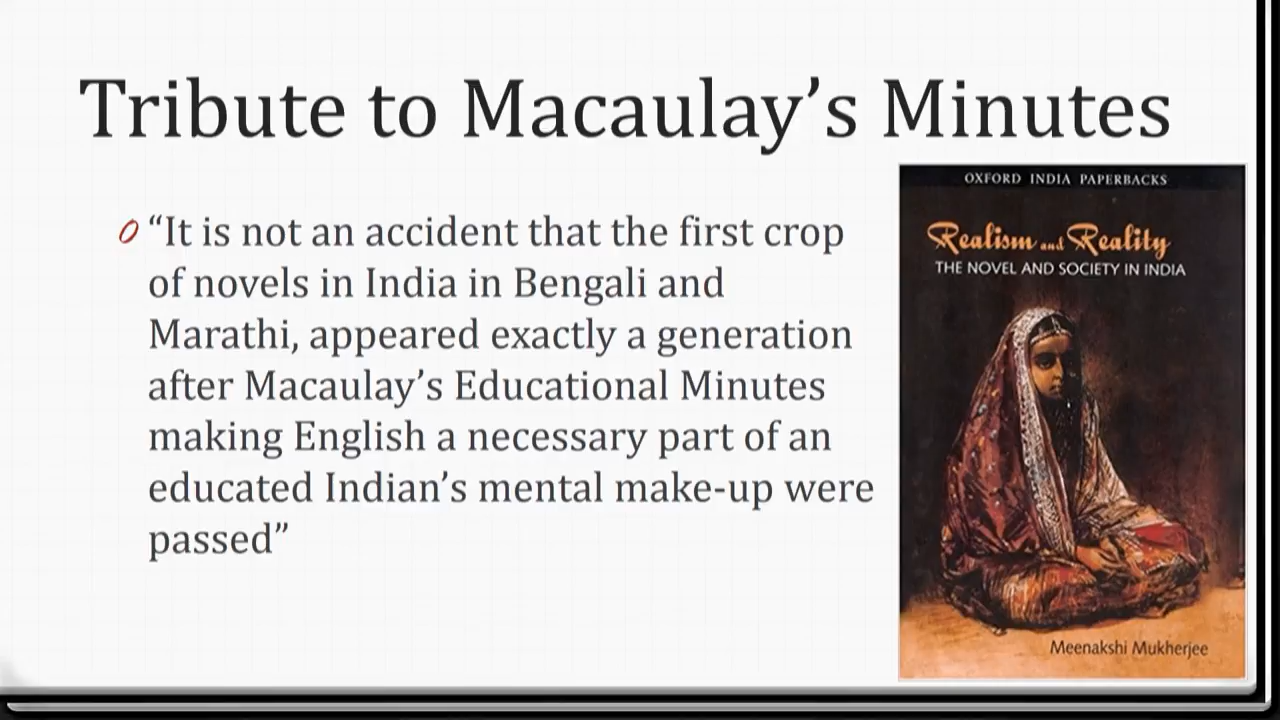 Tribute to Macaulay’s Minutes
“It is not an accident that the first crop
of novels in India in Bengali and
Marathi, appeared exactly a generation
after Macaulay’s Educational Minutes
making English a necessary part of an
educated Indian’s mental make-up were
passed”
OXFORD INDIA PAPERBACKS
Realism and Reality
THE NOVEL AND SOCIETY IN INDIA
Meenakshi Mukherjee